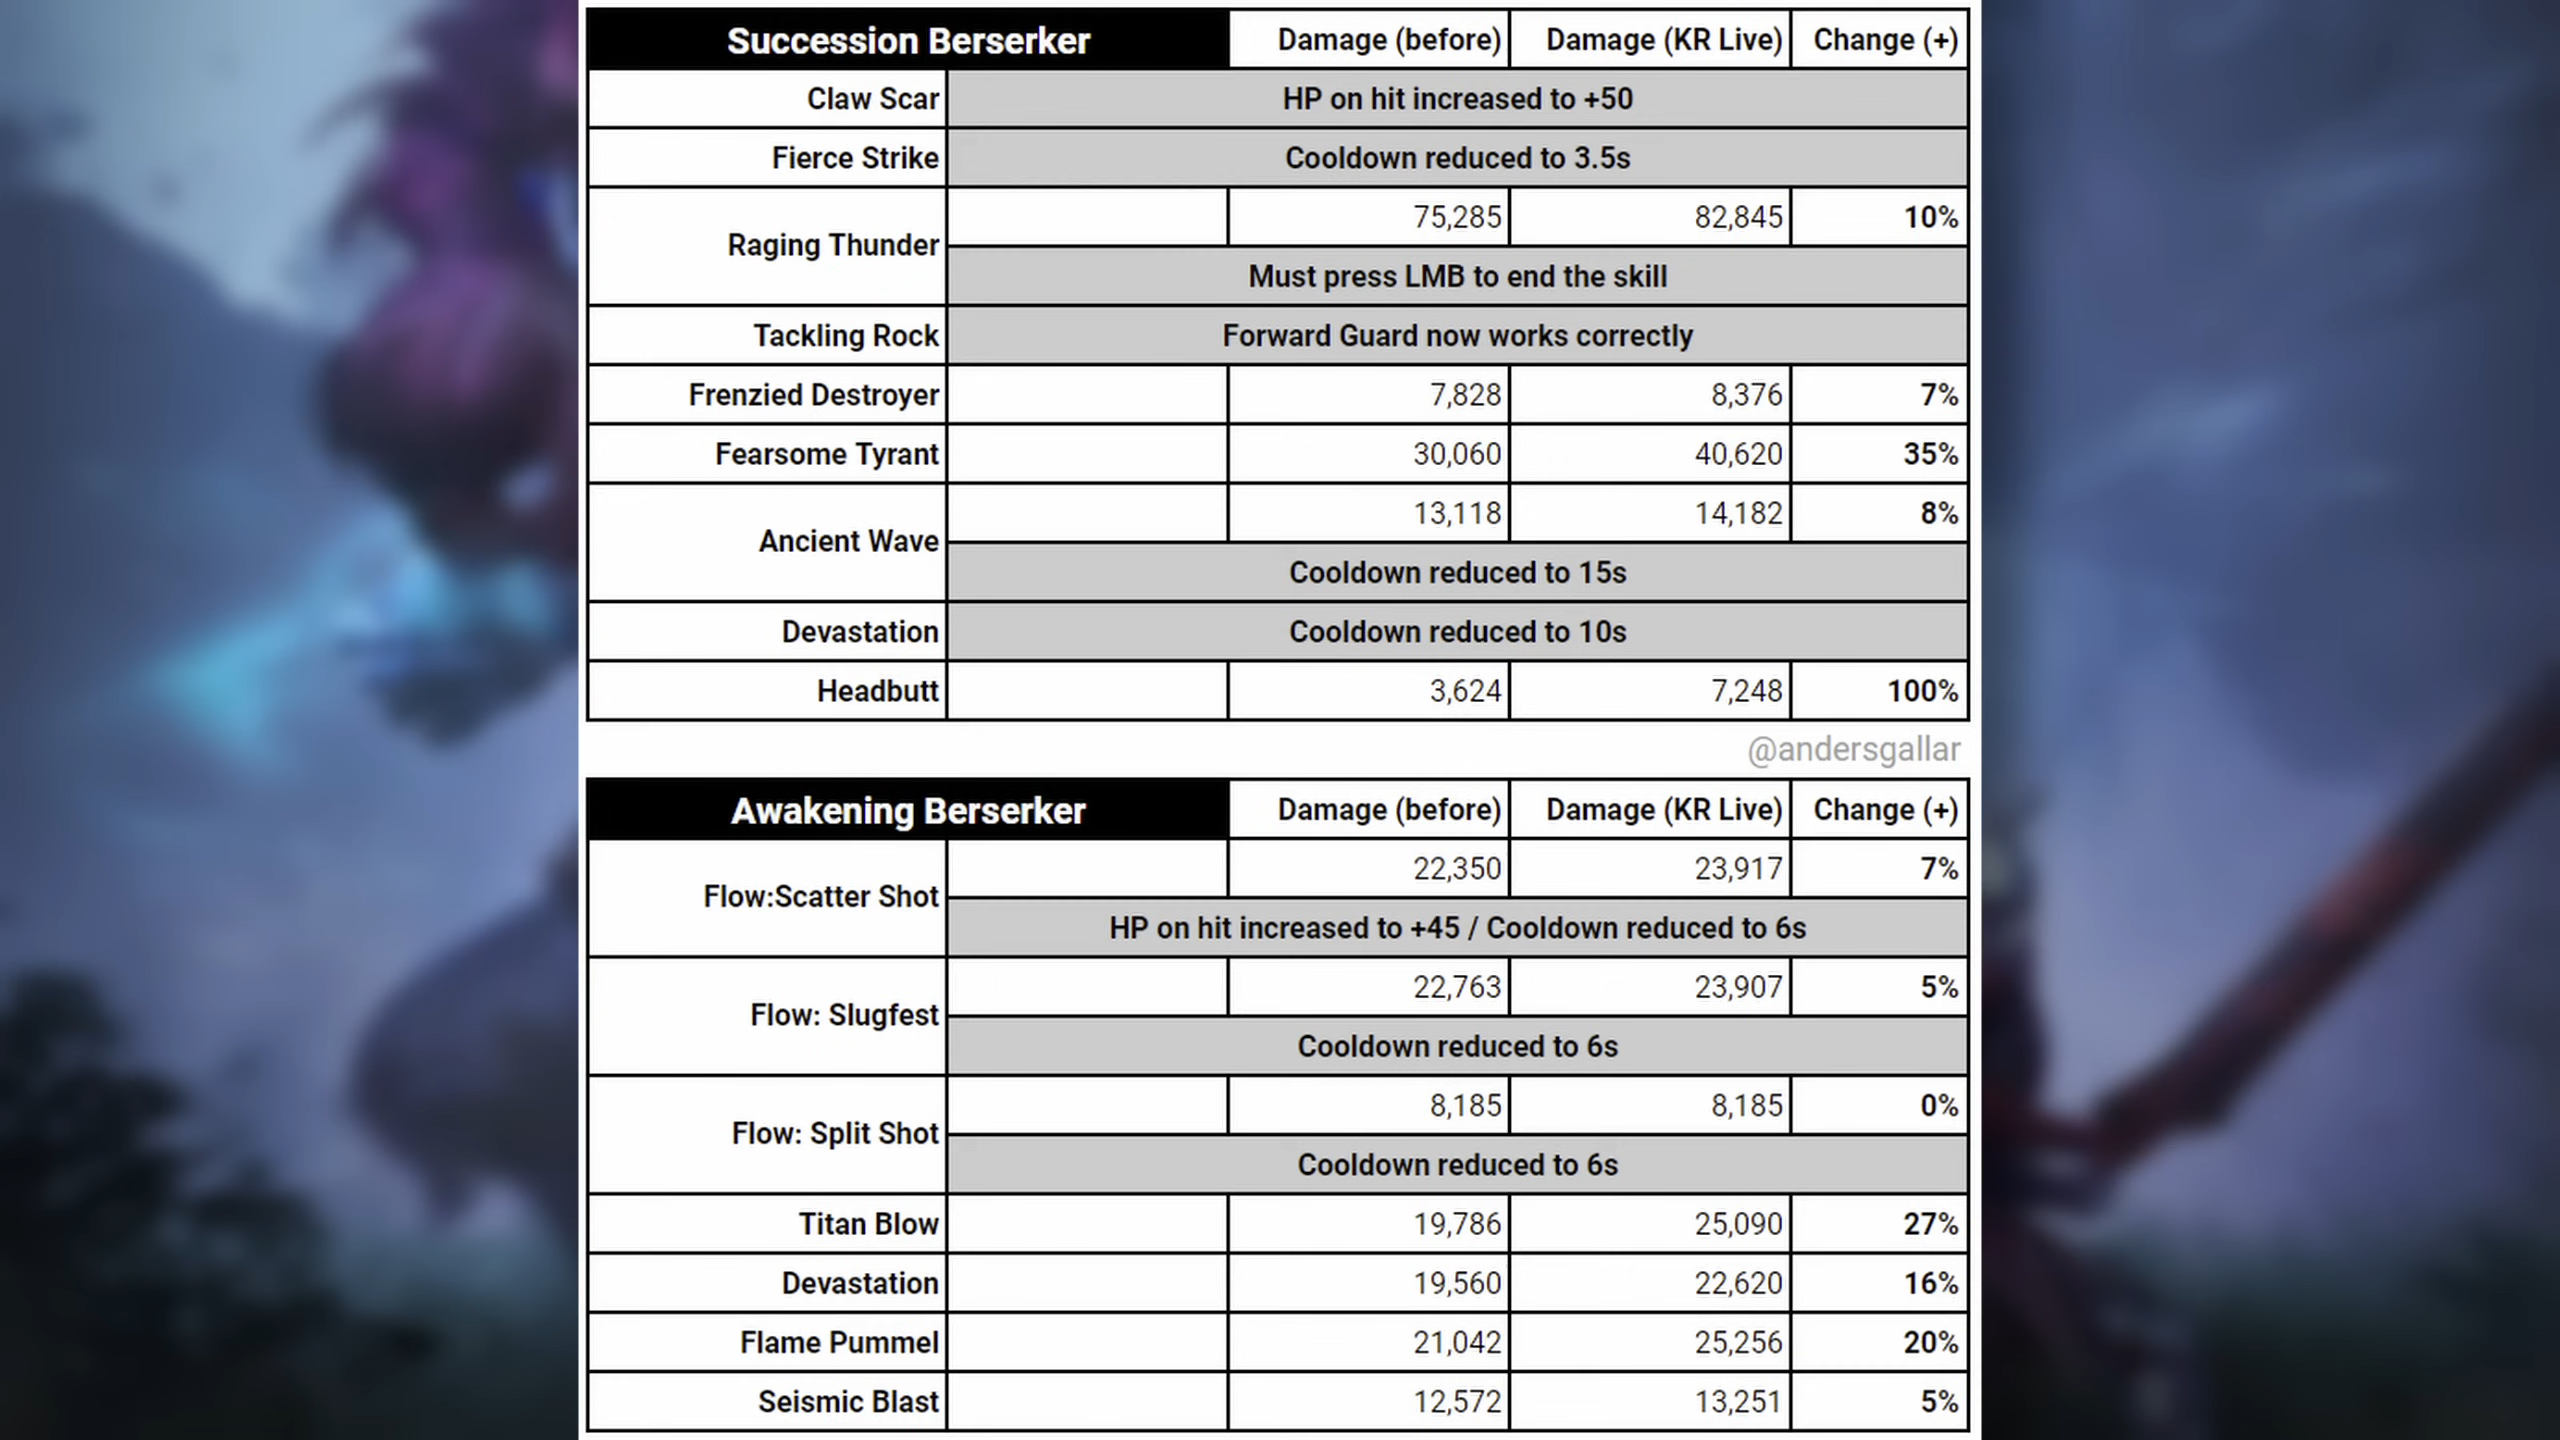 Succession Berserker Damage (before) Damage (KR Live) Change (+)
Claw Scar HP on hit increased to +50
Fierce Strike Cooldown reduced to 3.5s
Raging Thunder 75,285 82,845 10%
Must press LMB to end the skill
Tackling Rock Forward Guard now works correctly
Frenzied Destroyer 7,828 8,376 7%
Fearsome Tyrant 30,060 40,620 35%
Ancient Wave 13,118 14,182 8%
Cooldown reduced to 15s
Devastation Cooldown reduced to 10s
Headbutt 3,624 7,248 100%
@andersgallar
Awakening Berserker Damage (before) Damage (KR Live) Change (+)
Flow:Scatter Shot 22,350 23,917 7%
HP on hit increased to +45 / Cooldown reduced to 6s
Flow: Slugfest 22,763 23,907 5%
Cooldown reduced to 6s
Flow: Split Shot 8,185 8,185 0%
Cooldown reduced to 6s
Titan Blow 19,786 25,090 27%
Devastation 19,560 22,620 16%
Flame Pummel 21,042 25,256 20%
Seismic Blast 12,572 13,251 5%